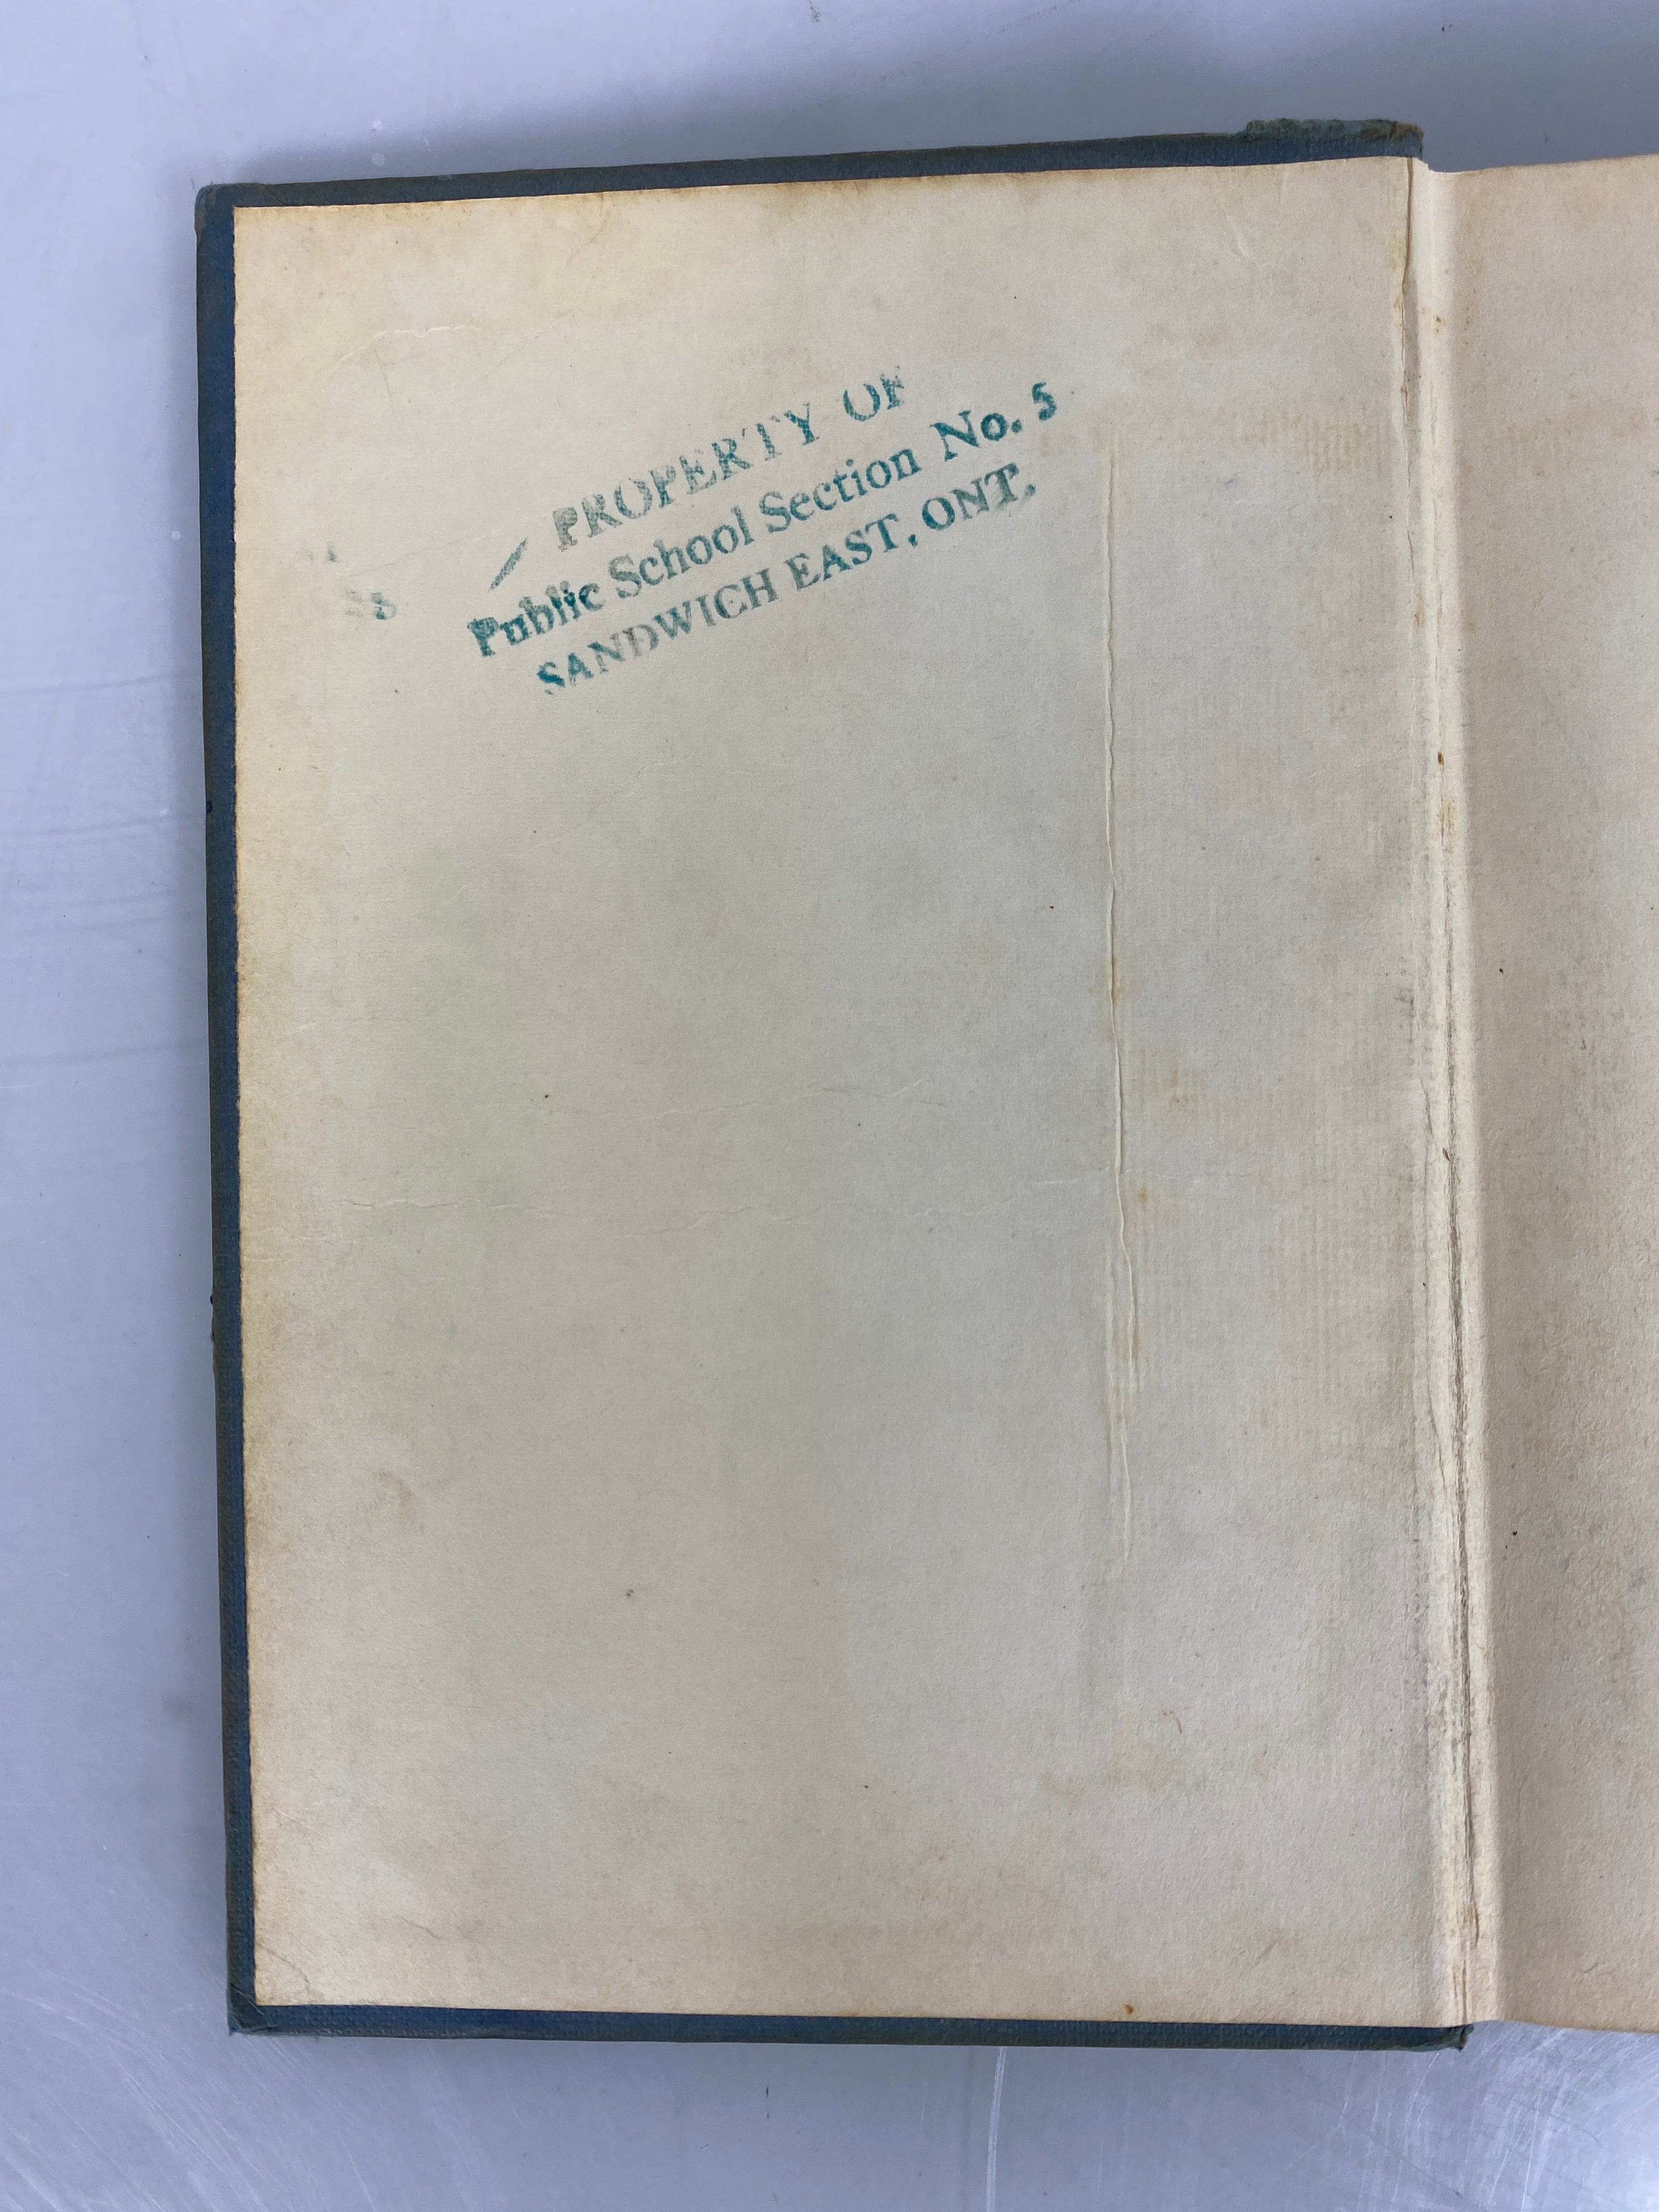 PROPERTY OF
Public School Section No. 5
SANDWICH EAST, ONT.